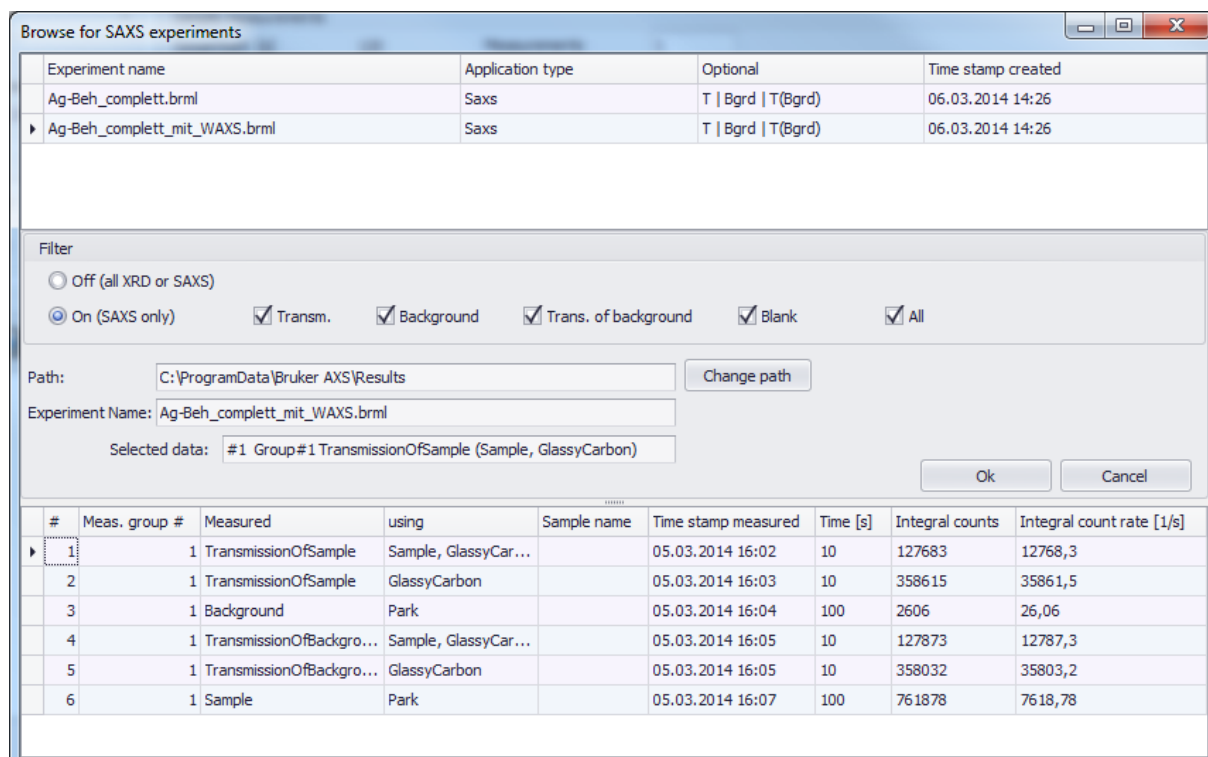 Browse for SAXS experiments
Experiment name Application type Optional Time stamp created
Ag-Beh_complett.brml Saxs T | Bgrd | T(Bgrd) 06.03.2014 14:26
Ag-Beh_complett_mit_WAXS.brml Saxs T | Bgrd | T(Bgrd) 06.03.2014 14:26
Filter
Off (all XRD or SAXS)
On (SAXS only) Transm. Background Trans. of background Blank All
Path: C:\ProgramData\Bruker AXS\Results Change path
Experiment Name: Ag-Beh_complett_mit_WAXS.brml
Selected data: #1 Group#1 TransmissionOfSample (Sample, GlassyCarbon)
Ok Cancel
# Meas. group # Measured using Sample name Time stamp measured Time [s] Integral counts Integral count rate [1/s]
1 1 TransmissionOfSample Sample, GlassyCar... 05.03.2014 16:02 10 127683 12768,3
2 1 TransmissionOfSample GlassyCarbon 05.03.2014 16:03 10 358615 35861,5
3 1 Background Park 05.03.2014 16:04 100 2606 26,06
4 1 TransmissionOfBackgro... Sample, GlassyCar... 05.03.2014 16:05 10 127873 12787,3
5 1 TransmissionOfBackgro... GlassyCarbon 05.03.2014 16:05 10 358032 35803,2
6 1 Sample Park 05.03.2014 16:07 100 761878 7618,78